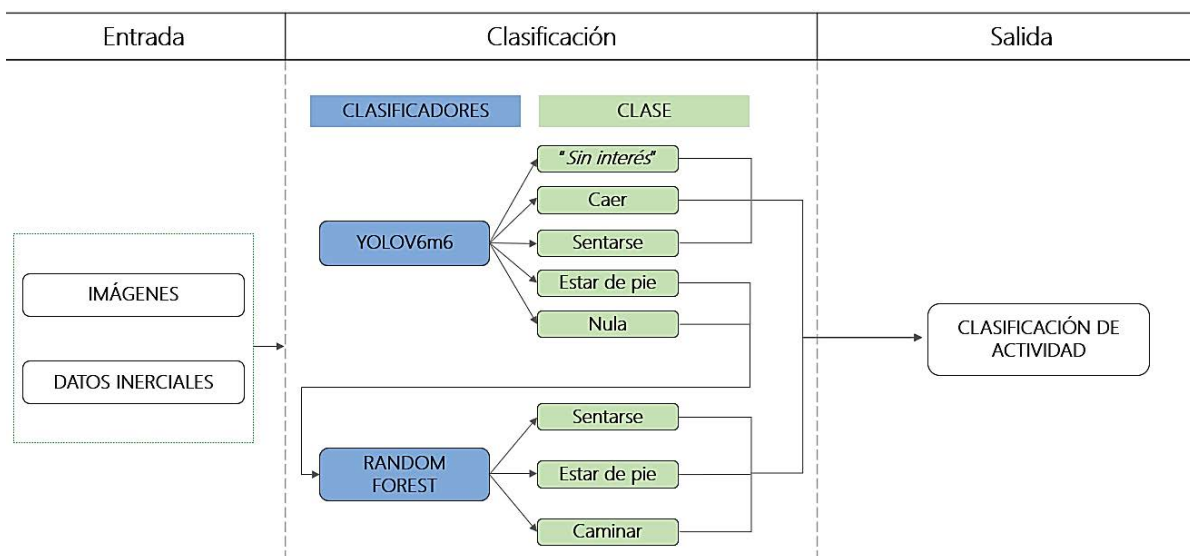 Entrada
Clasificación
Salida
CLASIFICADORES
CLASE
"Sin interés"
Caer
YOLOV6m6
Sentarse
Estar de pie
Nula
IMÁGENES
DATOS INERCIALES
CLASIFICACIÓN DE
ACTIVIDAD
Sentarse
RANDOM
FOREST
Estar de pie
Caminar